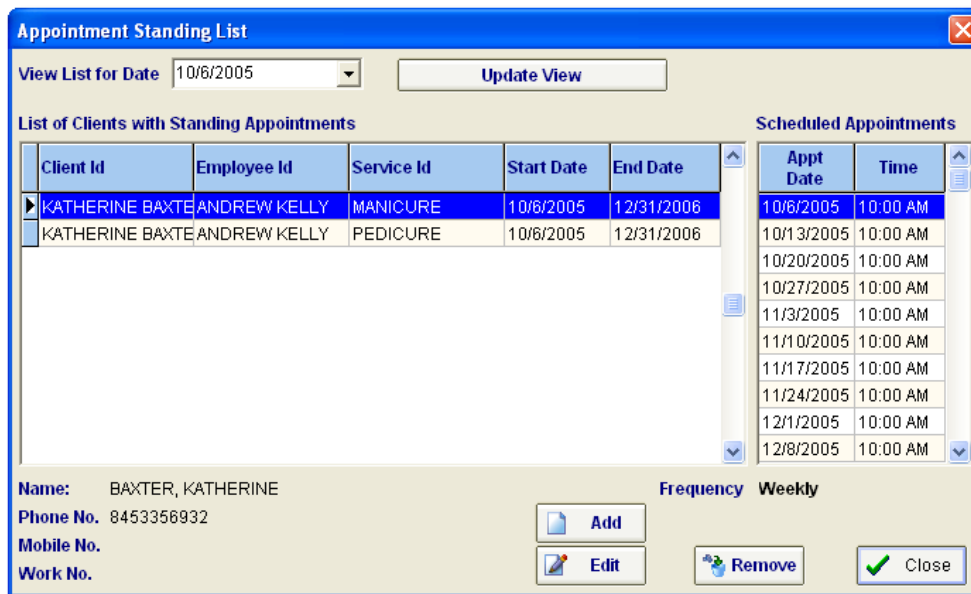 Appointment Standing List
View List for Date 10/6/2005 Update View
List of Clients with Standing Appointments Scheduled Appointments
Client Id Employee Id Service Id Start Date End Date Appt Date Time
KATHERINE BAXTE ANDREW KELLY MANICURE 10/6/2005 12/31/2006 10/6/2005 10:00 AM
KATHERINE BAXTE ANDREW KELLY PEDICURE 10/6/2005 12/31/2006 10/13/2005 10:00 AM
10/20/2005 10:00 AM
10/27/2005 10:00 AM
11/3/2005 10:00 AM
11/10/2005 10:00 AM
11/17/2005 10:00 AM
11/24/2005 10:00 AM
12/1/2005 10:00 AM
12/8/2005 10:00 AM
Name: BAXTER, KATHERINE Frequency Weekly
Phone No. 8453356932 Add
Mobile No.
Work No. Edit Remove Close